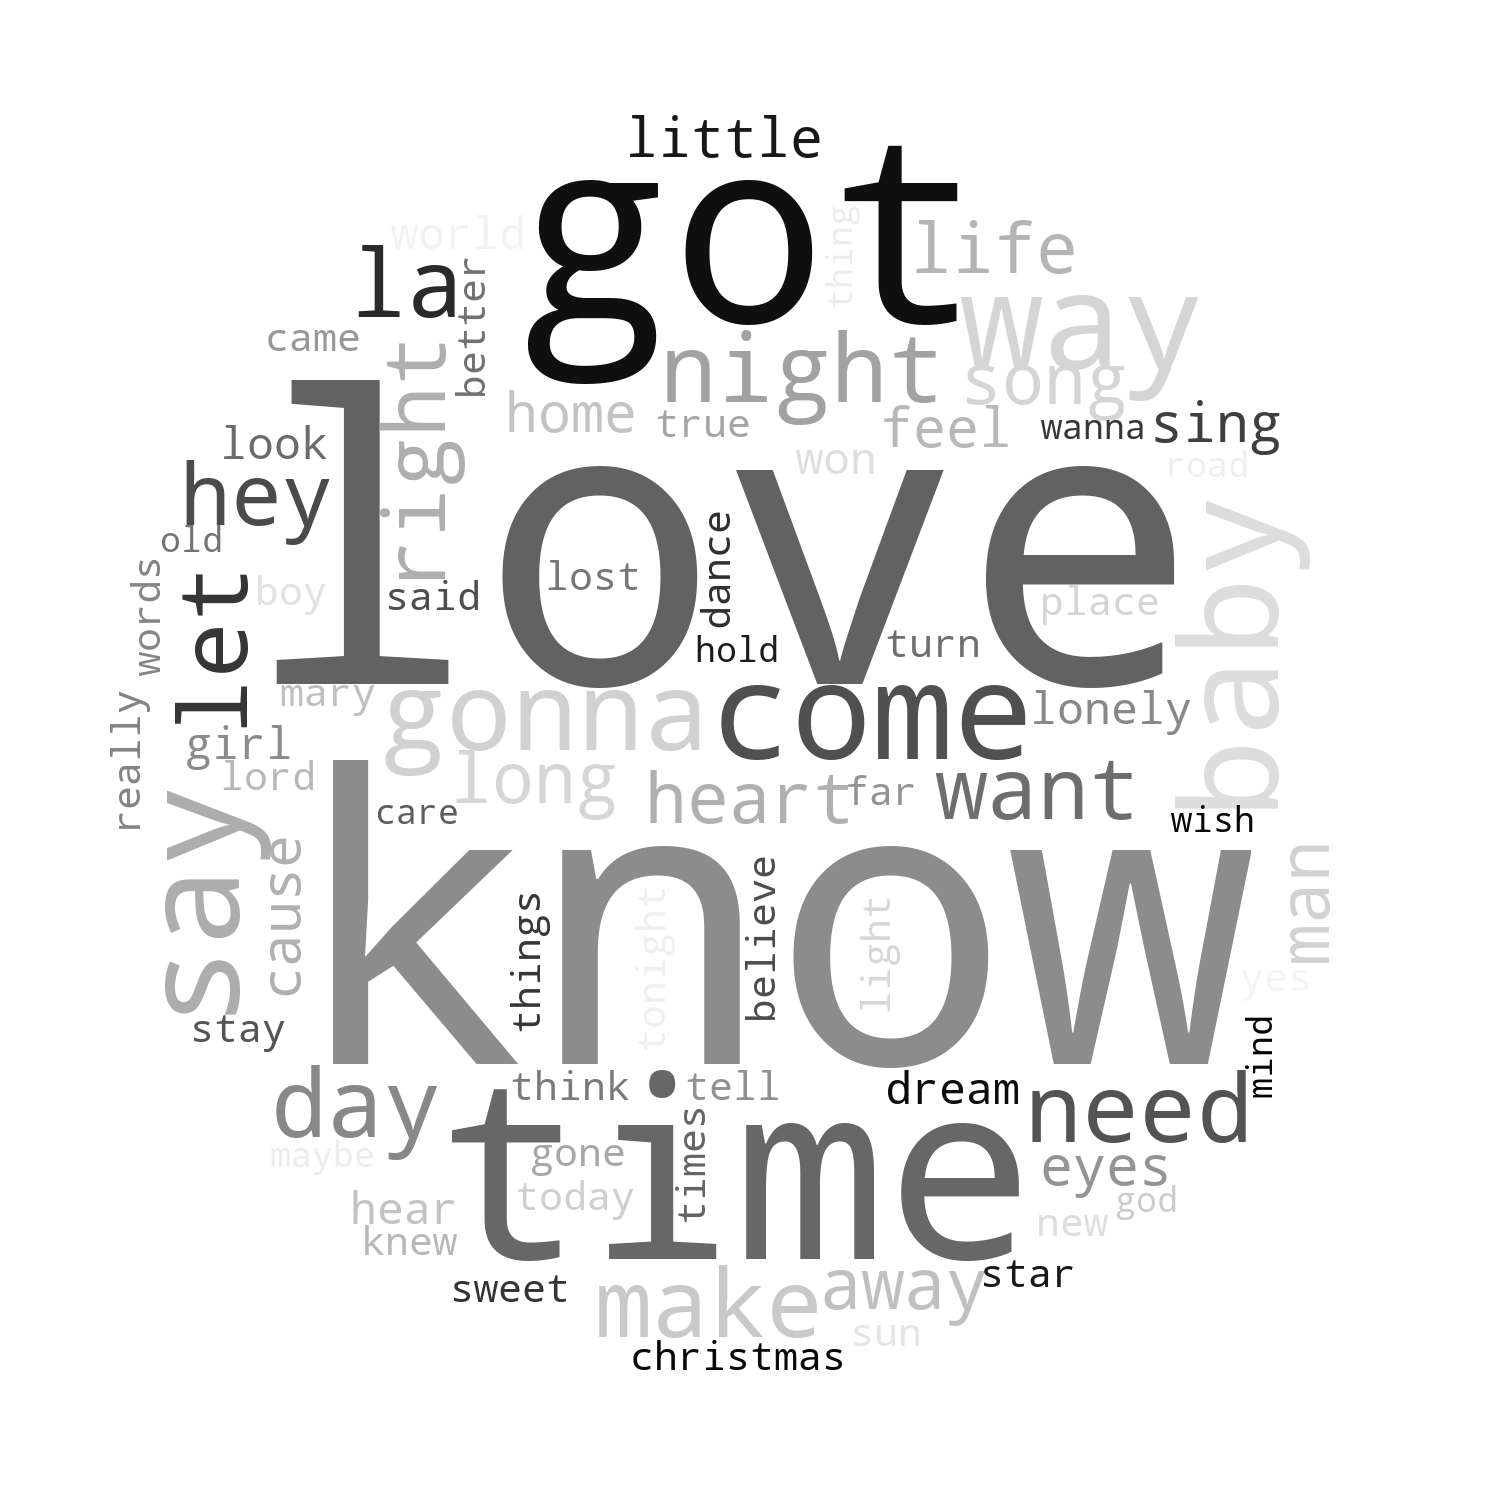 little
got
world
thing
life
la
better
way
came
right
night
song
home
true
feel
wanna
sing
look
won
road
hey
love
old
baby
words
let
boy
said
lost
dance
place
hold
turn
really
mary
gonna
come
lonely
girl
lord
long
heart
far
want
say
care
wish
cause
know
man
things
tonight
believe
light
yes
stay
mind
day
think
tell
dream
need
time
maybe
gone
times
eyes
hear
today
god
knew
new
sweet
make
away
star
sun
christmas